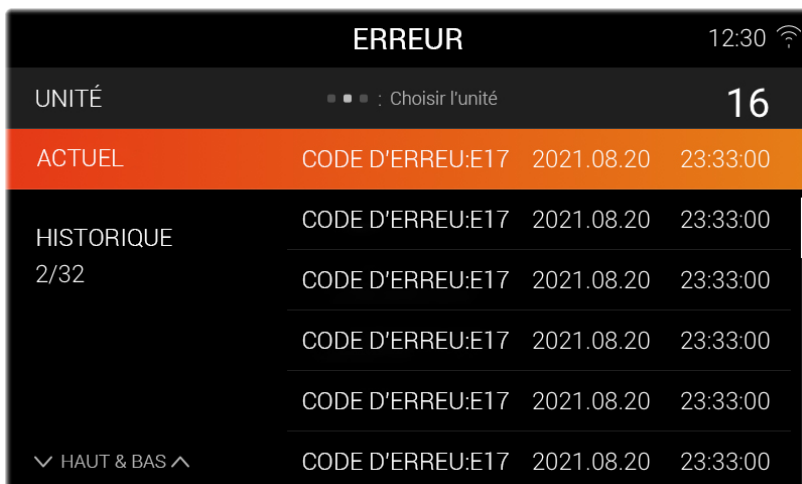 ERREUR 12:30
UNITÉ : Choisir l'unité 16
ACTUEL CODE D'ERREU:E17 2021.08.20 23:33:00
CODE D'ERREU:E17 2021.08.20 23:33:00
HISTORIQUE
2/32
CODE D'ERREU:E17 2021.08.20 23:33:00
CODE D'ERREU:E17 2021.08.20 23:33:00
CODE D'ERREU:E17 2021.08.20 23:33:00
HAUT & BAS CODE D'ERREU:E17 2021.08.20 23:33:00